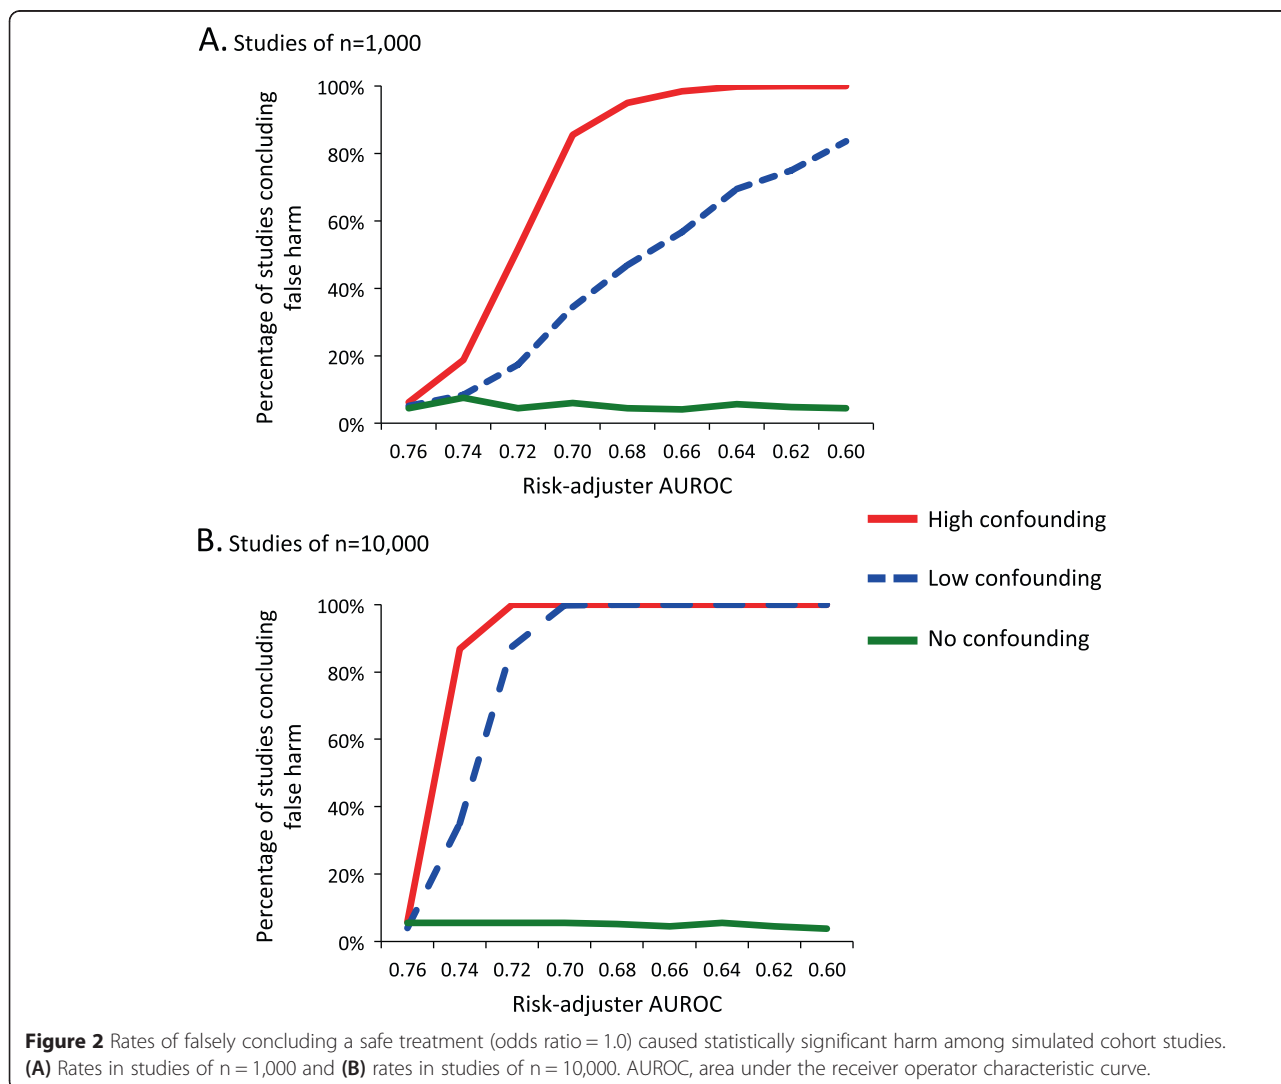 A. Studies of n=1,000
Percentage of studies concluding
false harm
100%
80%
60%
40%
20%
0%
0.76 0.74 0.72 0.70 0.68 0.66 0.64 0.62 0.60
Risk-adjuster AUROC
High confounding
Low confounding
No confounding
B. Studies of n=10,000
Percentage of studies concluding
false harm
100%
80%
60%
40%
20%
0%
0.76 0.74 0.72 0.70 0.68 0.66 0.64 0.62 0.60
Risk-adjuster AUROC
Figure 2 Rates of falsely concluding a safe treatment (odds ratio = 1.0) caused statistically significant harm among simulated cohort studies.
(A) Rates in studies of n = 1,000 and (B) rates in studies of n = 10,000. AUROC, area under the receiver operator characteristic curve.